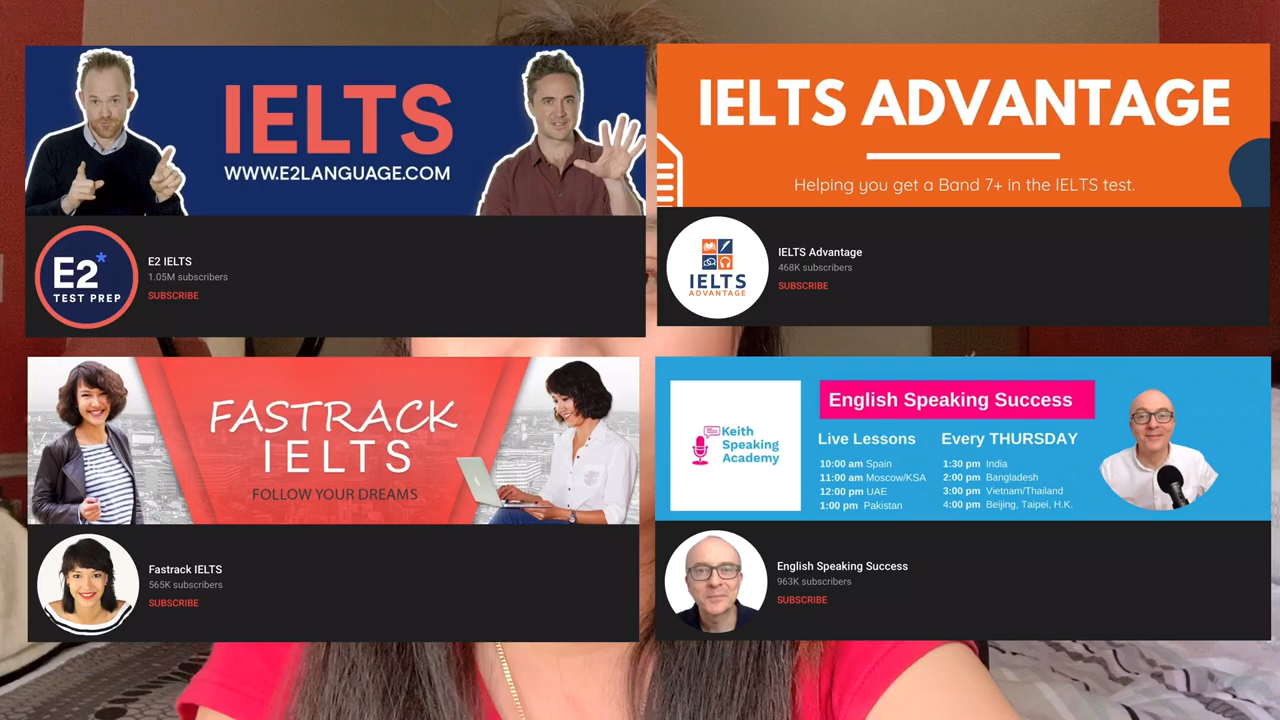 IELTS
WWW.E2LANGUAGE.COM
E2*
TEST PREP
E2 IELTS
1.05M subscribers
SUBSCRIBE
IELTS ADVANTAGE
Helping you get a Band 7+ in the IELTS test.
IELTS
ADVANTAGE
IELTS Advantage
468K subscribers
SUBSCRIBE
FASTRACK
IELTS
FOLLOW YOUR DREAMS
Fastrack IELTS
565K subscribers
SUBSCRIBE
Keith
Speaking
Academy
English Speaking Success
Live Lessons Every THURSDAY
10:00 am Spain 1:30 pm India
11:00 am Moscow/KSA 2:00 pm Bangladesh
12:00 pm UAE 3:00 pm Vietnam/Thailand
1:00 pm Pakistan 4:00 pm Beijing, Taipei, H.K.
English Speaking Success
963K subscribers
SUBSCRIBE